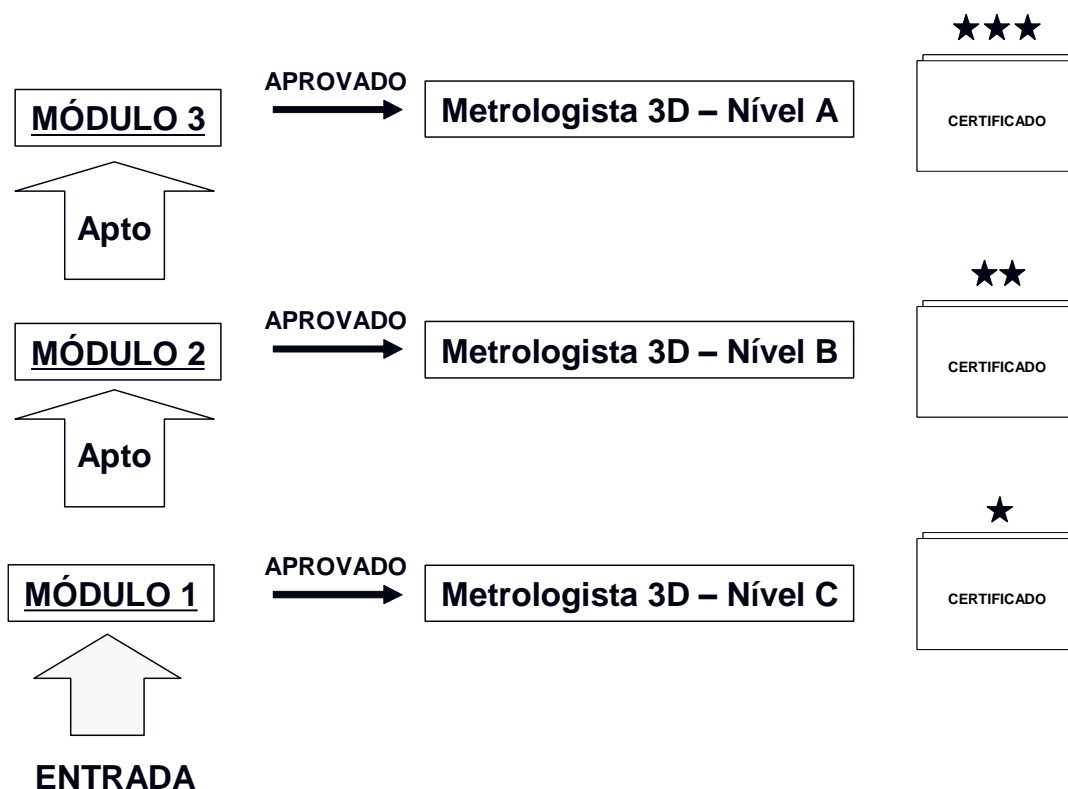 APROVADO
MÓDULO 3
Metrologista 3D – Nível A
CERTIFICADO
Apto
APROVADO
MÓDULO 2
Metrologista 3D – Nível B
CERTIFICADO
Apto
APROVADO
MÓDULO 1
Metrologista 3D – Nível C
CERTIFICADO
ENTRADA